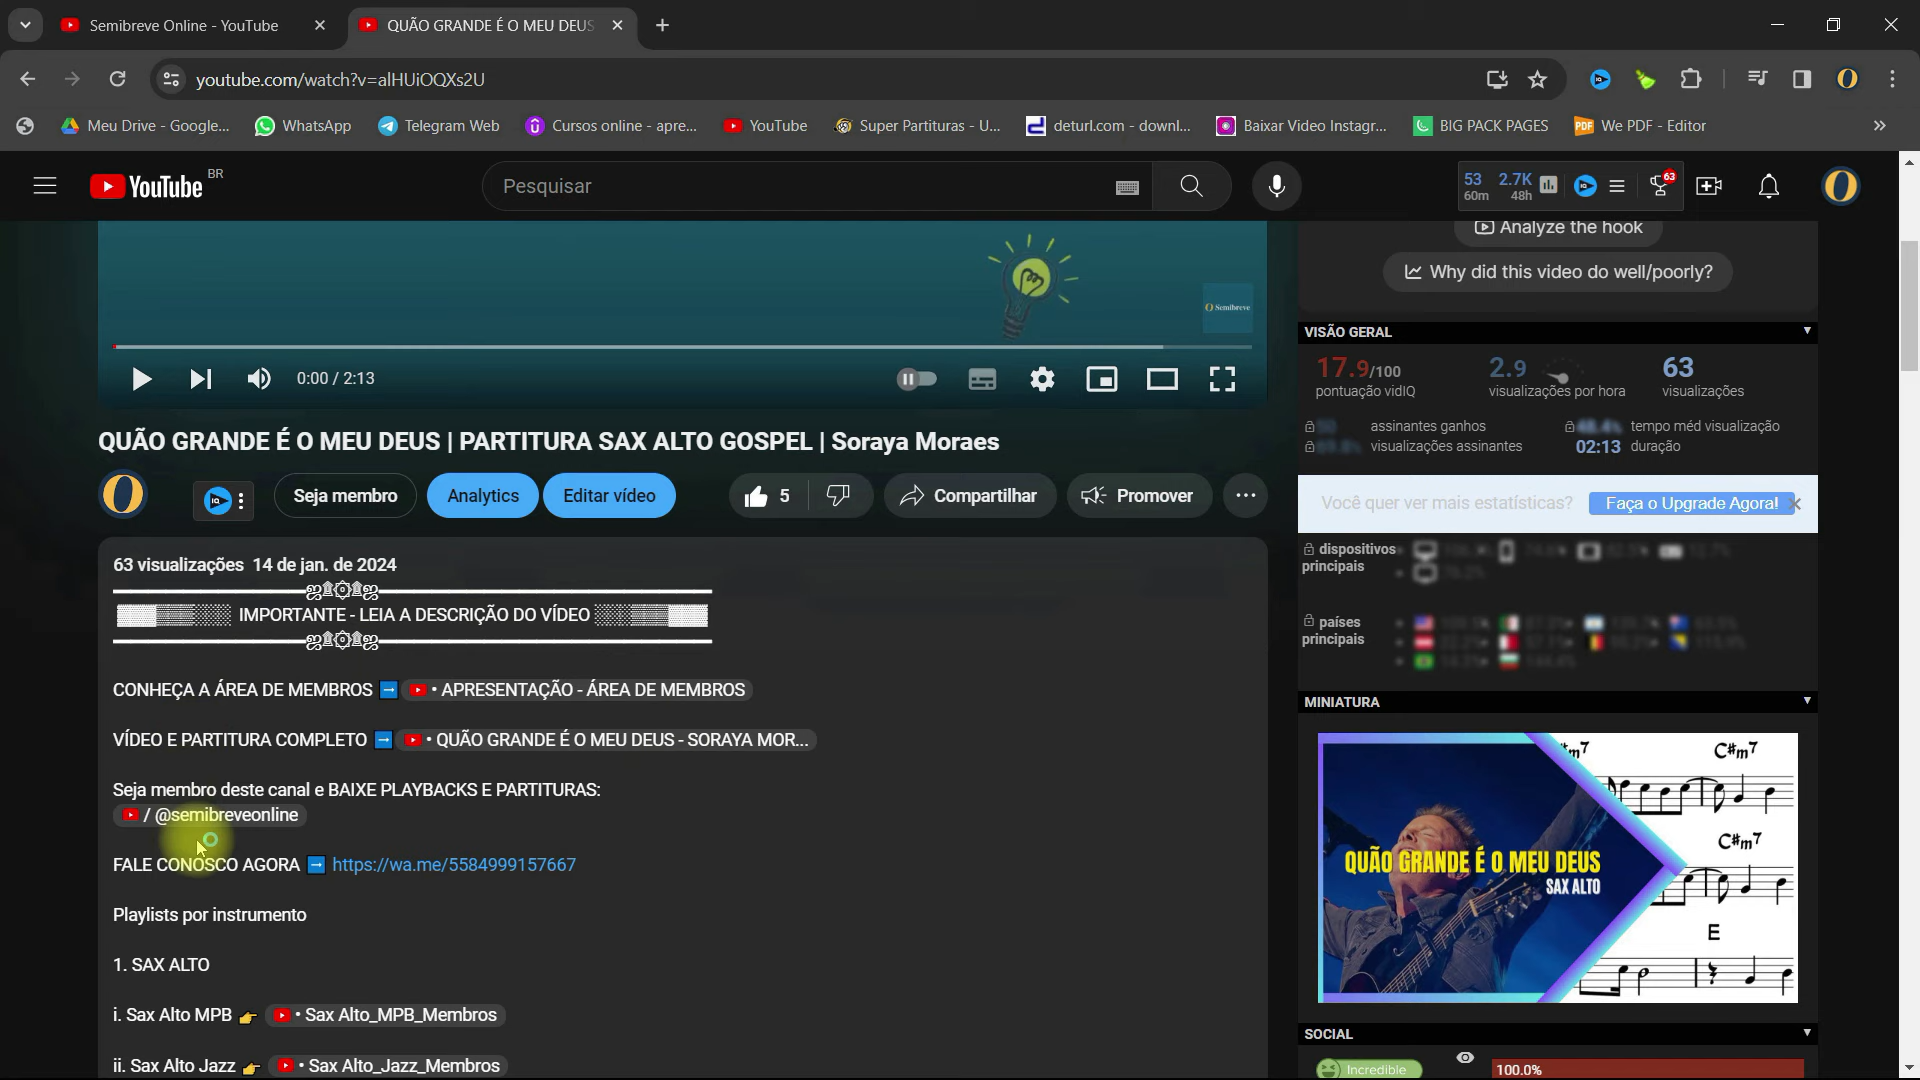 Semibreve Online - YouTube
QUÃO GRANDE É O MEU DEUS
youtube.com/watch?v=alHUiOQXs2U
Meu Drive - Google...
WhatsApp
Telegram Web
Cursos online - apre...
YouTube
Super Partituras - U...
deturl.com - downl...
Baixar Video Instagr...
BIG PACK PAGES
We PDF - Editor
YouTube BR
Pesquisar
53 2.7K
60m 48h
63
Analyze the hook
Why did this video do well/poorly?
Semibreve
0:00 / 2:13
QUÃO GRANDE É O MEU DEUS | PARTITURA SAX ALTO GOSPEL | Soraya Moraes
Seja membro
Analytics
Editar vídeo
5
Compartilhar
Promover
63 visualizações 14 de jan. de 2024
IMPORTANTE - LEIA A DESCRIÇÃO DO VÍDEO
CONHEÇA A ÁREA DE MEMBROS ➡ • APRESENTAÇÃO - ÁREA DE MEMBROS
VÍDEO E PARTITURA COMPLETO ➡ • QUÃO GRANDE É O MEU DEUS - SORAYA MOR...
Seja membro deste canal e BAIXE PLAYBACKS E PARTITURAS:
/ @semibreveonline
FALE CONOSCO AGORA ➡ https://wa.me/5584999157667
Playlists por instrumento
1. SAX ALTO
i. Sax Alto MPB 👉 • Sax Alto_MPB_Membros
ii. Sax Alto Jazz 👉 • Sax Alto_Jazz_Membros
VISÃO GERAL
17.9/100
pontuação vidIQ
2.9
visualizações por hora
63
visualizações
assinantes ganhos
tempo méd visualização
visualizações assinantes
02:13 duração
Você quer ver mais estatísticas?
Faça o Upgrade Agora!
dispositivos
principais
países
principais
MINIATURA
C#m7
C#m7
E
QUÃO GRANDE É O MEU DEUS
SAX ALTO
SOCIAL
Incredible
100.0%